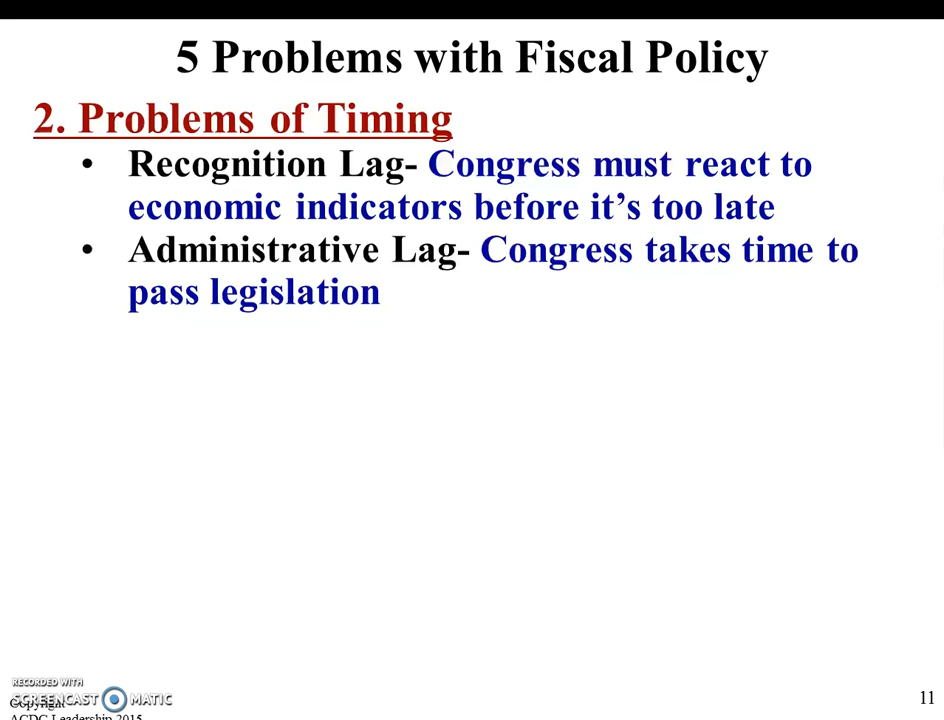 5 Problems with Fiscal Policy
2. Problems of Timing
• Recognition Lag- Congress must react to
economic indicators before it's too late
• Administrative Lag- Congress takes time to
pass legislation
RECORDED WITH
SCREENCAST MATIC
Copyright
ACDC Leadership 2015
11